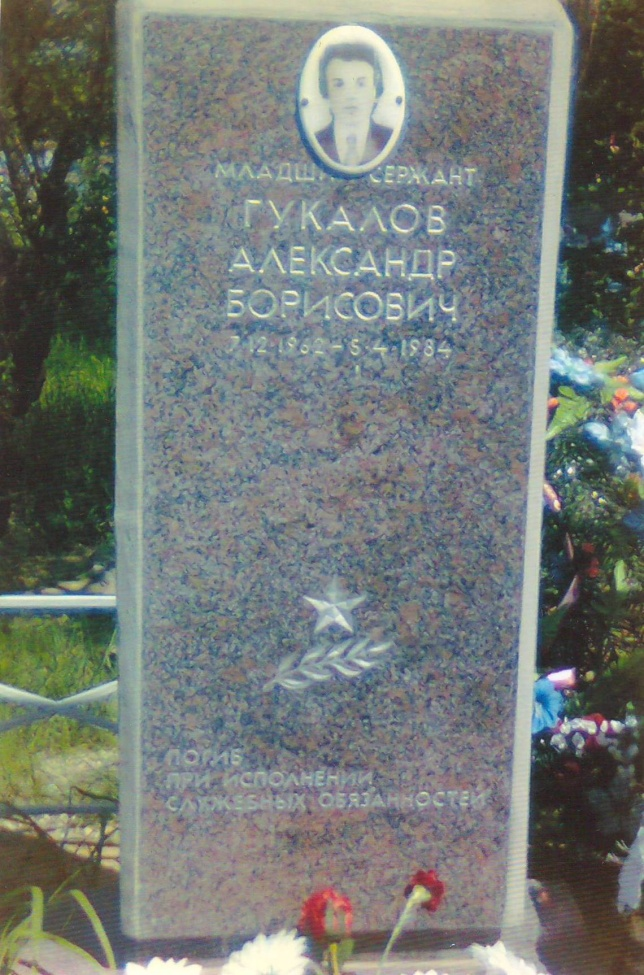 МЛАДШИЙ СЕРЖАНТ
ГУКАЛОВ
АЛЕКСАНДР
БОРИСОВИЧ
7·12·1962–5·4·1984
ПОГИБ
ПРИ ИСПОЛНЕНИИ
СЛУЖЕБНЫХ ОБЯЗАННОСТЕЙ